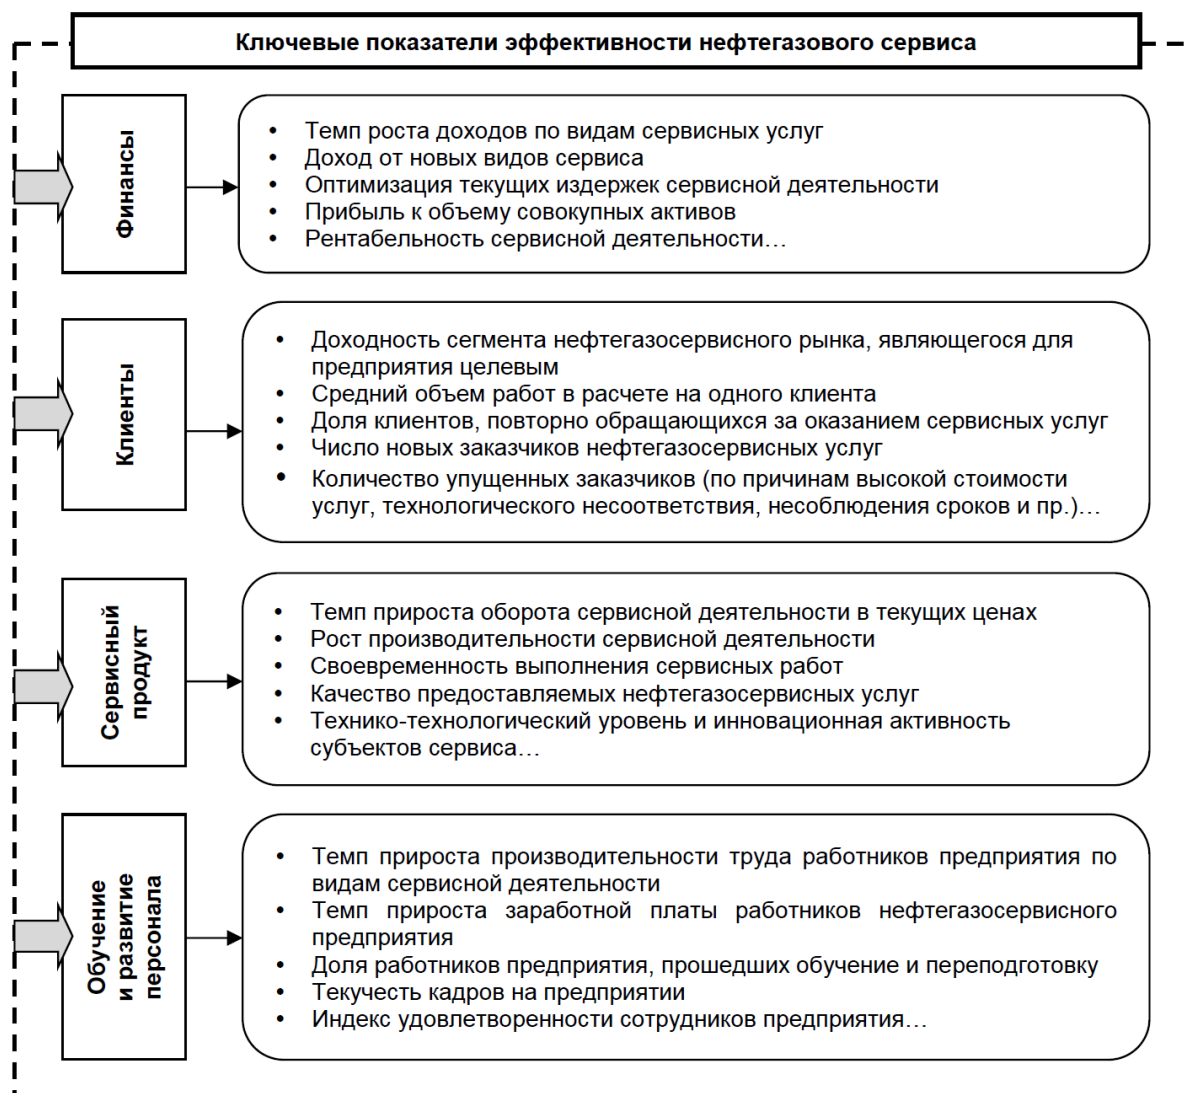 Ключевые показатели эффективности нефтегазового сервиса
Финансы
• Темп роста доходов по видам сервисных услуг
• Доход от новых видов сервиса
• Оптимизация текущих издержек сервисной деятельности
• Прибыль к объему совокупных активов
• Рентабельность сервисной деятельности…
Клиенты
• Доходность сегмента нефтегазосервисного рынка, являющегося для
предприятия целевым
• Средний объем работ в расчете на одного клиента
• Доля клиентов, повторно обращающихся за оказанием сервисных услуг
• Число новых заказчиков нефтегазосервисных услуг
• Количество упущенных заказчиков (по причинам высокой стоимости
услуг, технологического несоответствия, несоблюдения сроков и пр.)…
Сервисный
продукт
• Темп прироста оборота сервисной деятельности в текущих ценах
• Рост производительности сервисной деятельности
• Своевременность выполнения сервисных работ
• Качество предоставляемых нефтегазосервисных услуг
• Технико-технологический уровень и инновационная активность
субъектов сервиса…
Обучение
и развитие
персонала
• Темп прироста производительности труда работников предприятия по
видам сервисной деятельности
• Темп прироста заработной платы работников нефтегазосервисного
предприятия
• Доля работников предприятия, прошедших обучение и переподготовку
• Текучесть кадров на предприятии
• Индекс удовлетворенности сотрудников предприятия…